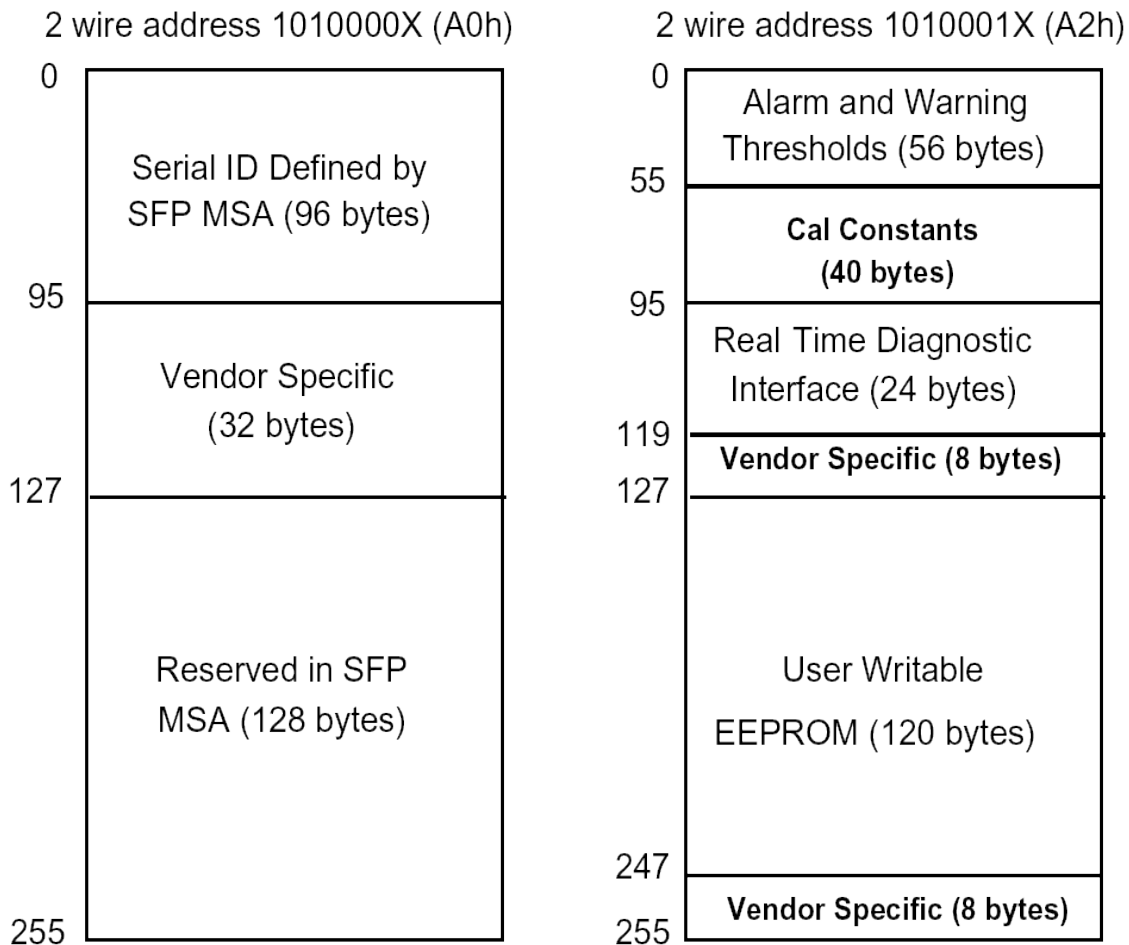 2 wire address 1010000X (A0h)
0
Serial ID Defined by
SFP MSA (96 bytes)
95
Vendor Specific
(32 bytes)
127
Reserved in SFP
MSA (128 bytes)
255
2 wire address 1010001X (A2h)
0
Alarm and Warning
Thresholds (56 bytes)
55
Cal Constants
(40 bytes)
95
Real Time Diagnostic
Interface (24 bytes)
119
Vendor Specific (8 bytes)
127
User Writable
EEPROM (120 bytes)
247
Vendor Specific (8 bytes)
255